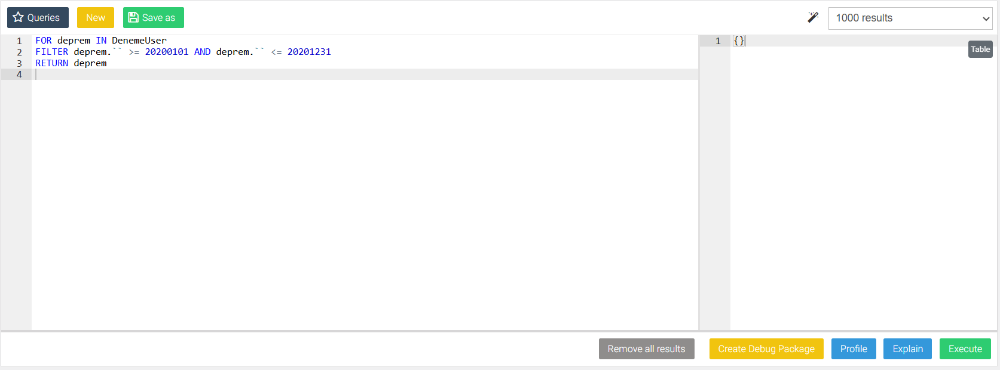 Queries New Save as 1000 results
1 FOR deprem IN DenemeUser
2 FILTER deprem.`` >= 20200101 AND deprem.`` <= 20201231
3 RETURN deprem
4
1 {}
Table
Remove all results Create Debug Package Profile Explain Execute